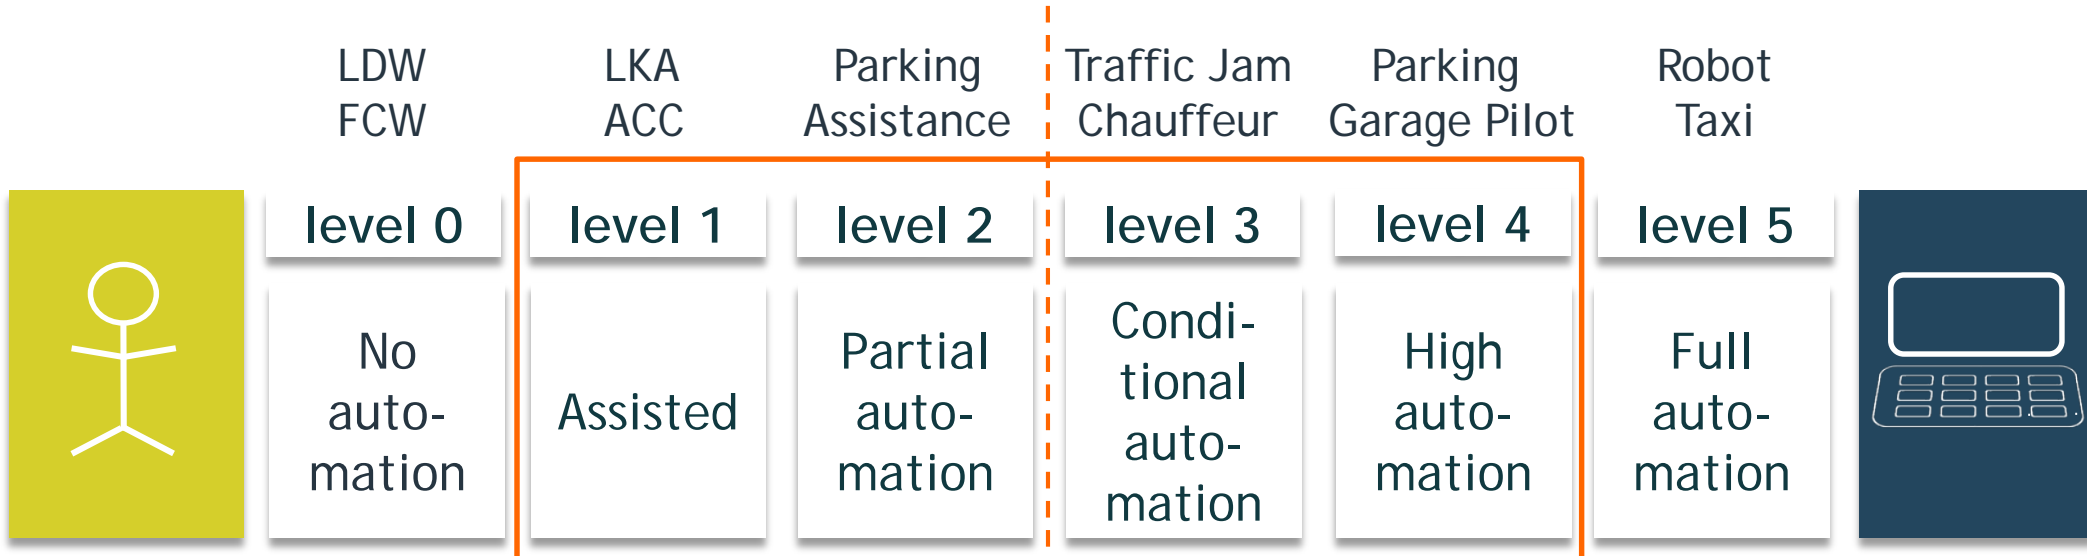 LDW
FCW
LKA
ACC
Parking
Assistance
Traffic Jam
Chauffeur
Parking
Garage Pilot
Robot
Taxi
level 0
level 1
level 2
level 3
level 4
level 5
No
auto-
mation
Assisted
Partial
auto-
mation
Condi-
tional
auto-
mation
High
auto-
mation
Full
auto-
mation